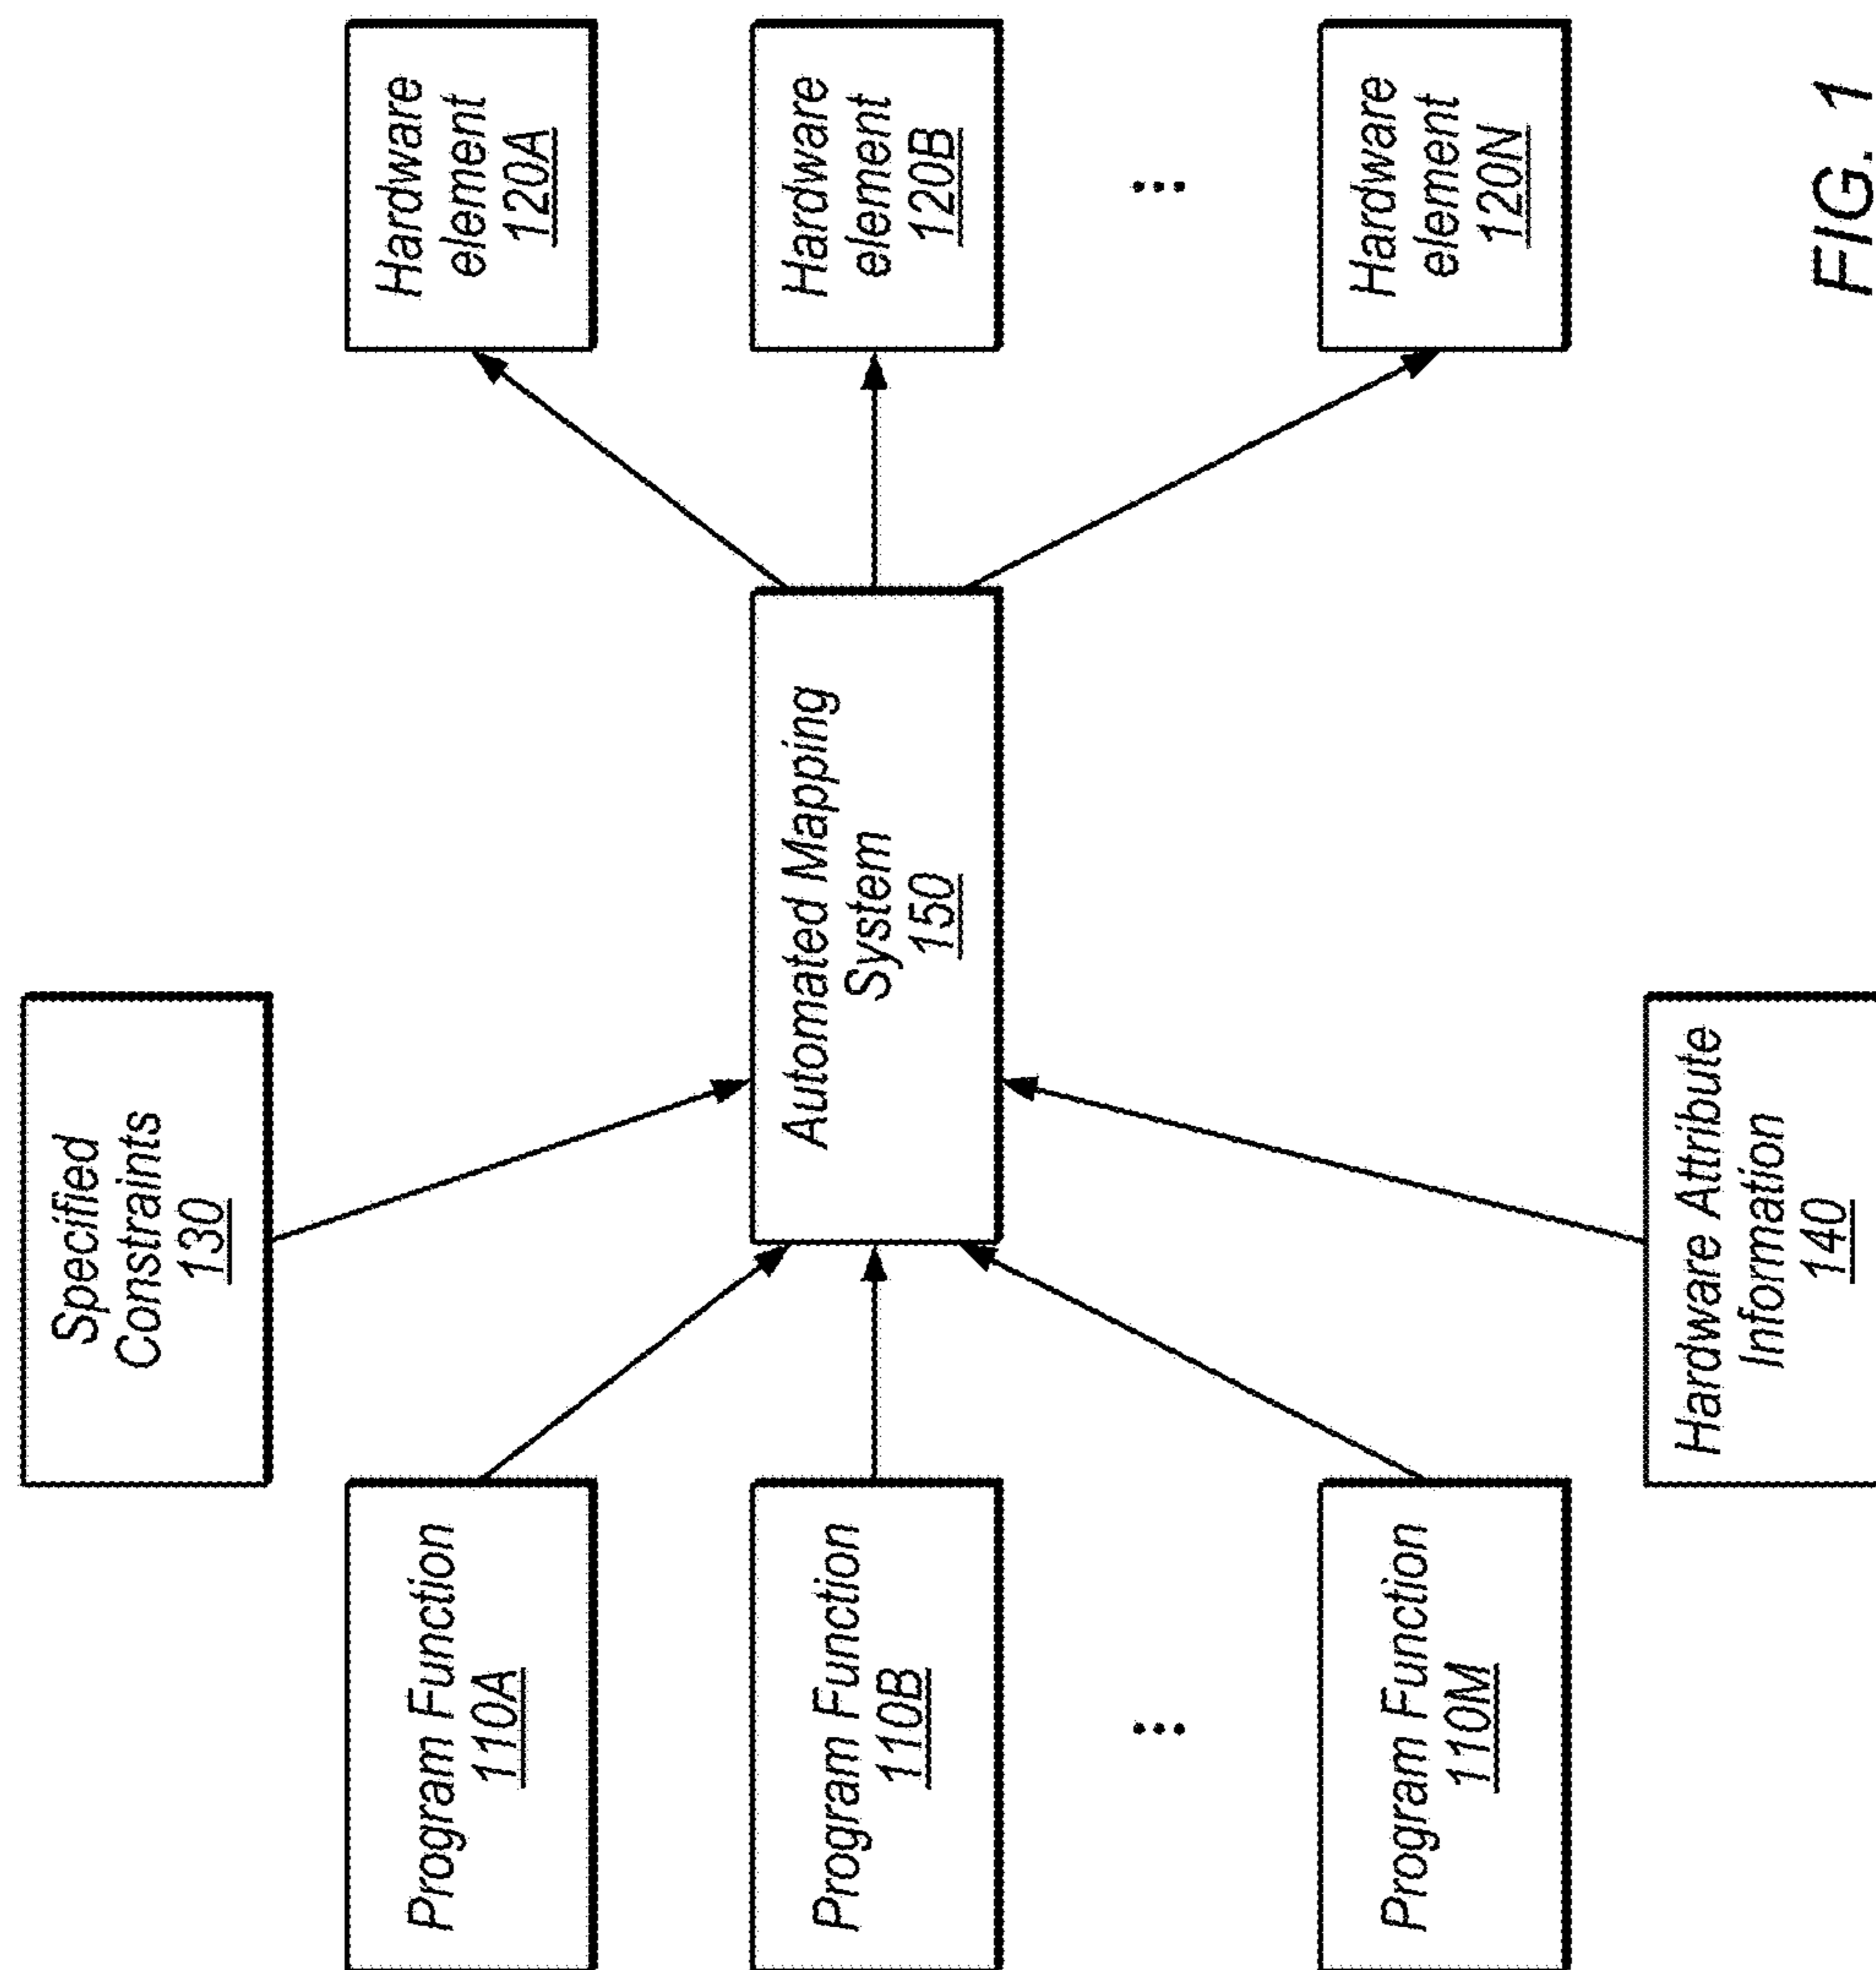 Specified
Constraints
130
Program Function
110A
Program Function
110B
Program Function
110M
Hardware Attribute
Information
140
Automated Mapping
System
150
Hardware
element
120A
Hardware
element
120B
Hardware
element
120N
FIG. 1